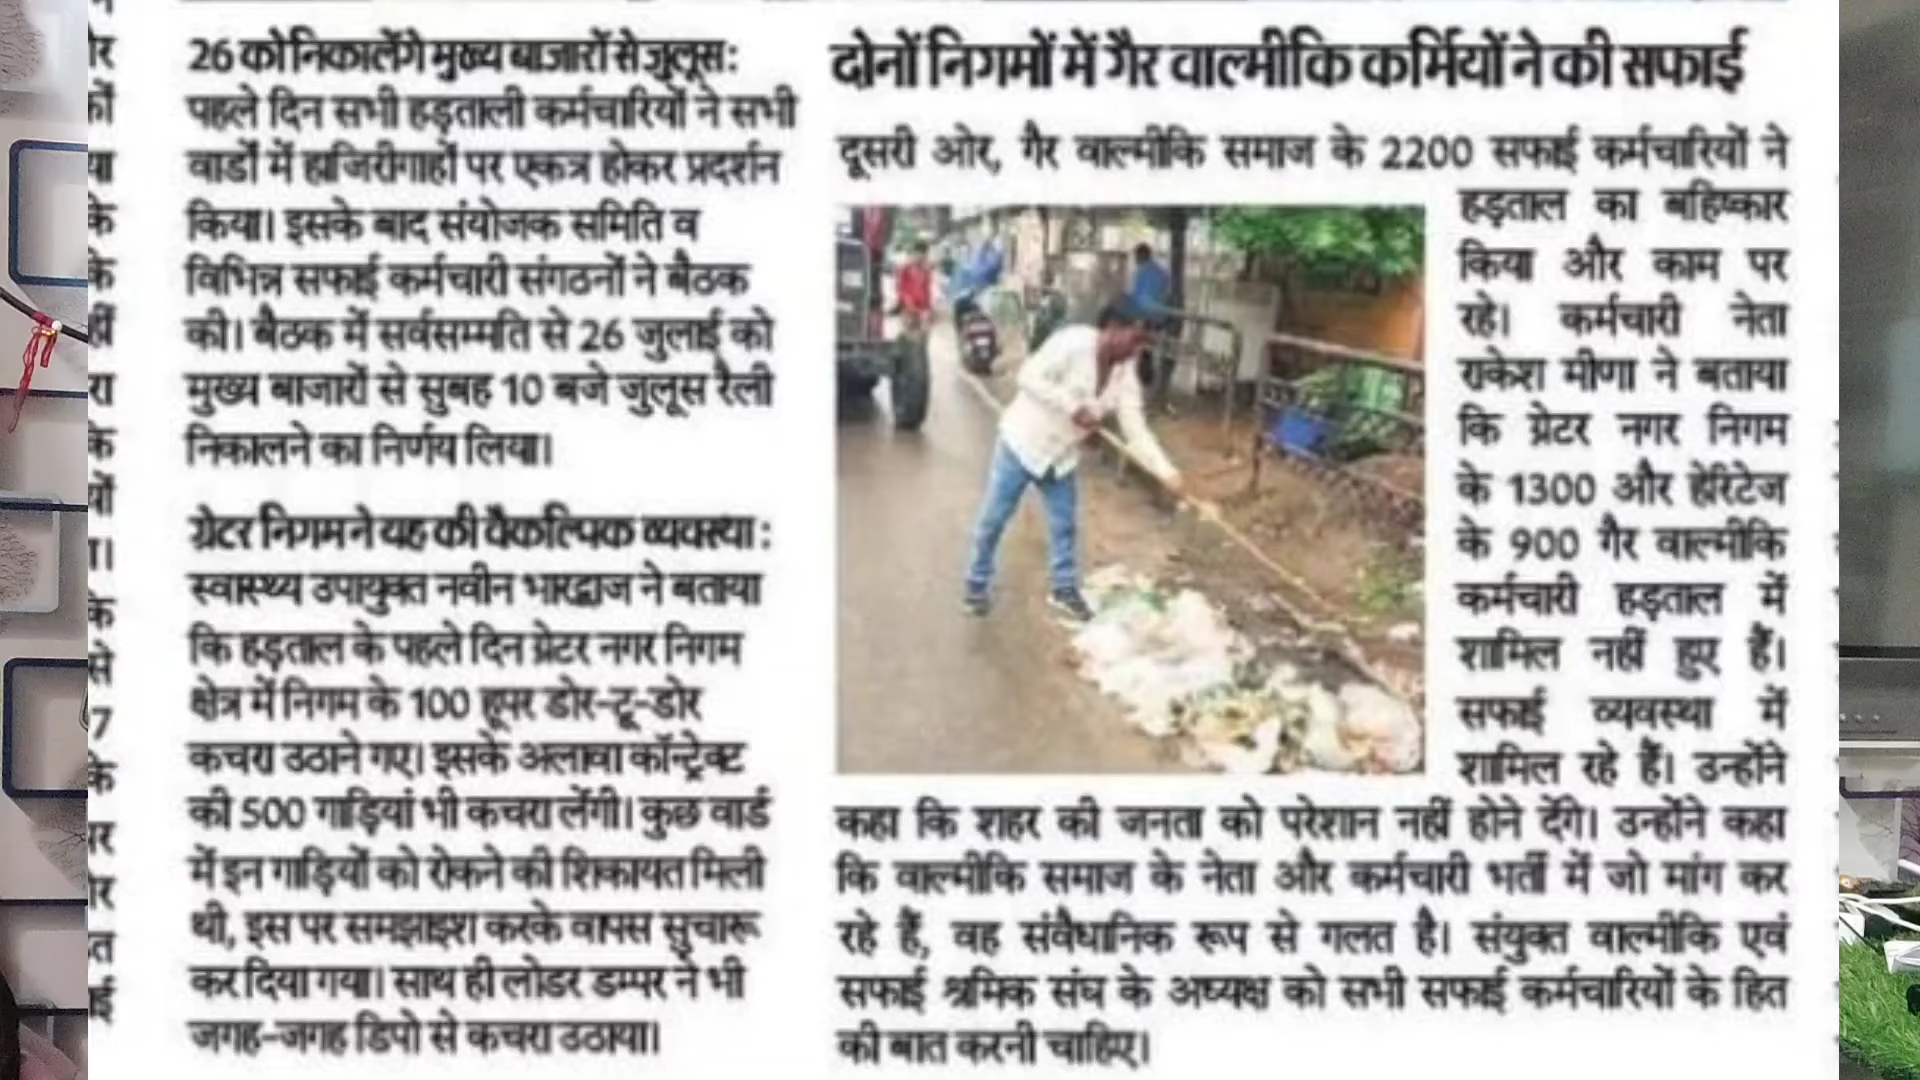 26 को निकालेंगे मुख्य बाजारों से जुलूस:
पहले दिन सभी हड़ताली कर्मचारियों ने सभी
वार्डों में हाजिरीगाहों पर एकत्र होकर प्रदर्शन
किया। इसके बाद संयोजक समिति व
विभिन्न सफाई कर्मचारी संगठनों ने बैठक
की। बैठक में सर्वसम्मति से 26 जुलाई को
मुख्य बाजारों से सुबह 10 बजे जुलूस रैली
निकालने का निर्णय लिया।
ग्रेटर निगम ने यह की वैकल्पिक व्यवस्था :
स्वास्थ्य उपायुक्त नवीन भारद्वाज ने बताया
कि हड़ताल के पहले दिन ग्रेटर नगर निगम
क्षेत्र में निगम के 100 हूपर डोर-टू-डोर
कचरा उठाने गए। इसके अलावा कॉन्ट्रेक्ट
की 500 गाड़ियां भी कचरा लेंगी। कुछ वार्ड
में इन गाड़ियों को रोकने की शिकायत मिली
थी, इस पर समझाइश करके वापस सुचारू
कर दिया गया। साथ ही लोडर डम्पर ने भी
जगह-जगह डिपो से कचरा उठाया।
दोनों निगमों में गैर वाल्मीकि कर्मियों ने की सफाई
दूसरी ओर, गैर वाल्मीकि समाज के 2200 सफाई कर्मचारियों ने
हड़ताल का बहिष्कार
किया और काम पर
रहे। कर्मचारी नेता
राकेश मीणा ने बताया
कि ग्रेटर नगर निगम
के 1300 और हेरिटेज
के 900 गैर वाल्मीकि
कर्मचारी हड़ताल में
शामिल नहीं हुए हैं।
सफाई व्यवस्था में
शामिल रहे हैं। उन्होंने
कहा कि शहर की जनता को परेशान नहीं होने देंगे। उन्होंने कहा
कि वाल्मीकि समाज के नेता और कर्मचारी भर्ती में जो मांग कर
रहे हैं, वह संवैधानिक रूप से गलत है। संयुक्त वाल्मीकि एवं
सफाई श्रमिक संघ के अध्यक्ष को सभी सफाई कर्मचारियों के हित
की बात करनी चाहिए।